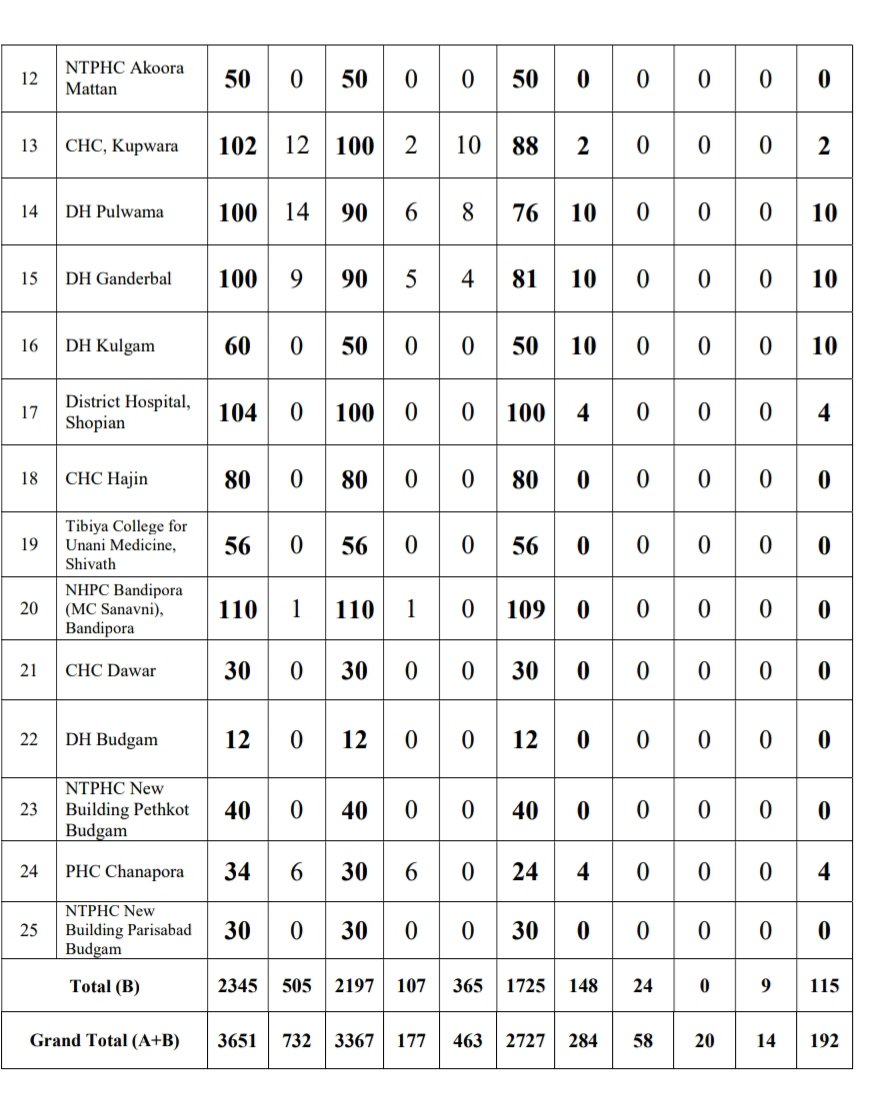 12 NTPHC Akoora Mattan 50 0 50 0 0 50 0 0 0 0 0
13 CHC, Kupwara 102 12 100 2 10 88 2 0 0 0 2
14 DH Pulwama 100 14 90 6 8 76 10 0 0 0 10
15 DH Ganderbal 100 9 90 5 4 81 10 0 0 0 10
16 DH Kulgam 60 0 50 0 0 50 10 0 0 0 10
17 District Hospital, Shopian 104 0 100 0 0 100 4 0 0 0 4
18 CHC Hajin 80 0 80 0 0 80 0 0 0 0 0
19 Tibiya College for Unani Medicine, Shivath 56 0 56 0 0 56 0 0 0 0 0
20 NHPC Bandipora (MC Sanavni), Bandipora 110 1 110 1 0 109 0 0 0 0 0
21 CHC Dawar 30 0 30 0 0 30 0 0 0 0 0
22 DH Budgam 12 0 12 0 0 12 0 0 0 0 0
23 NTPHC New Building Pethkot Budgam 40 0 40 0 0 40 0 0 0 0 0
24 PHC Chanapora 34 6 30 6 0 24 4 0 0 0 4
25 NTPHC New Building Parisabad Budgam 30 0 30 0 0 30 0 0 0 0 0
Total (B) 2345 505 2197 107 365 1725 148 24 0 9 115
Grand Total (A+B) 3651 732 3367 177 463 2727 284 58 20 14 192